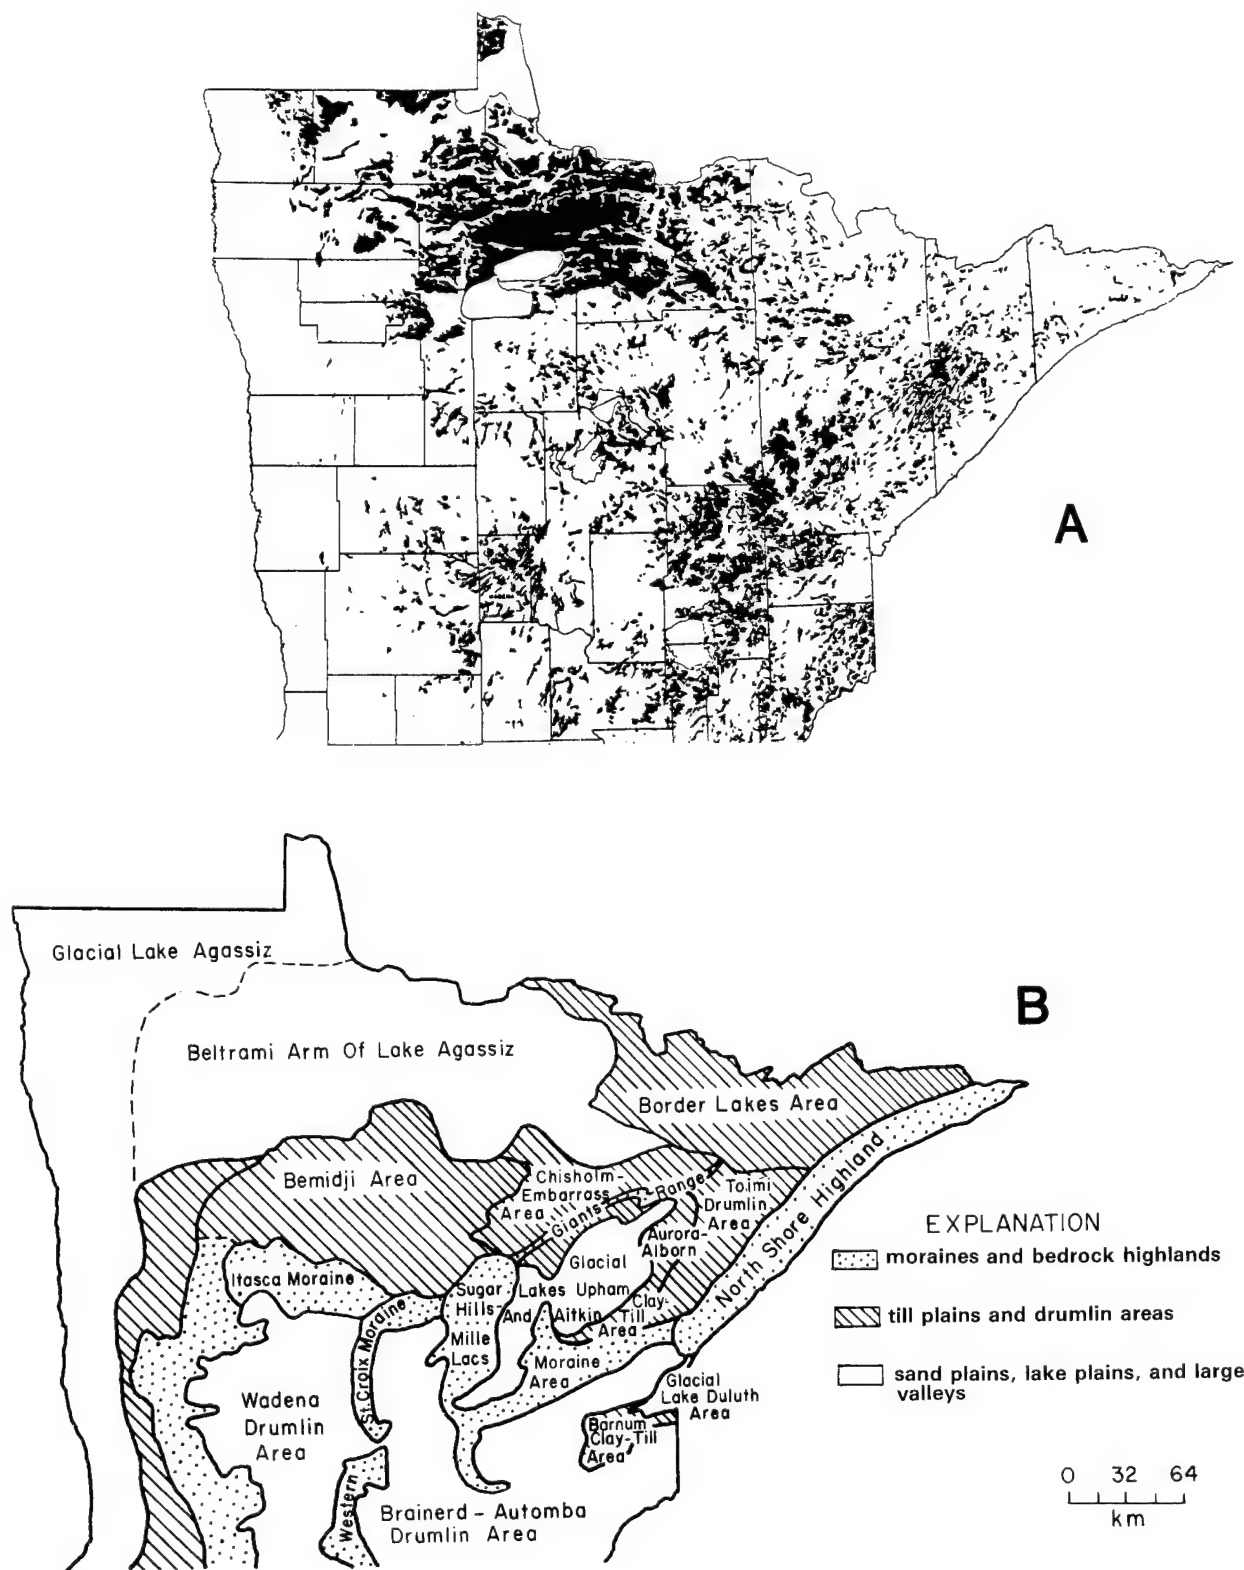 A
WADENA
Glacial Lake Agassiz
B
Beltrami Arm Of Lake Agassiz
Border Lakes Area
Bemidji Area
Chisholm-
Embarrass
Area
Giants Range
Toimi
Drumlin
Area
Aurora-
Alborn
Clay-
Till
Area
North Shore Highland
Glacial
Lakes Upham
And Aitkin
Itasca Moraine
St. Croix Moraine
Sugar
Hills-
Mille
Lacs
Moraine
Area
Wadena
Drumlin
Area
Glacial
Lake Duluth
Area
Barnum
Clay-Till
Area
Western
Brainerd - Automba
Drumlin Area
EXPLANATION
moraines and bedrock highlands
till plains and drumlin areas
sand plains, lake plains, and large
valleys
0 32 64
km